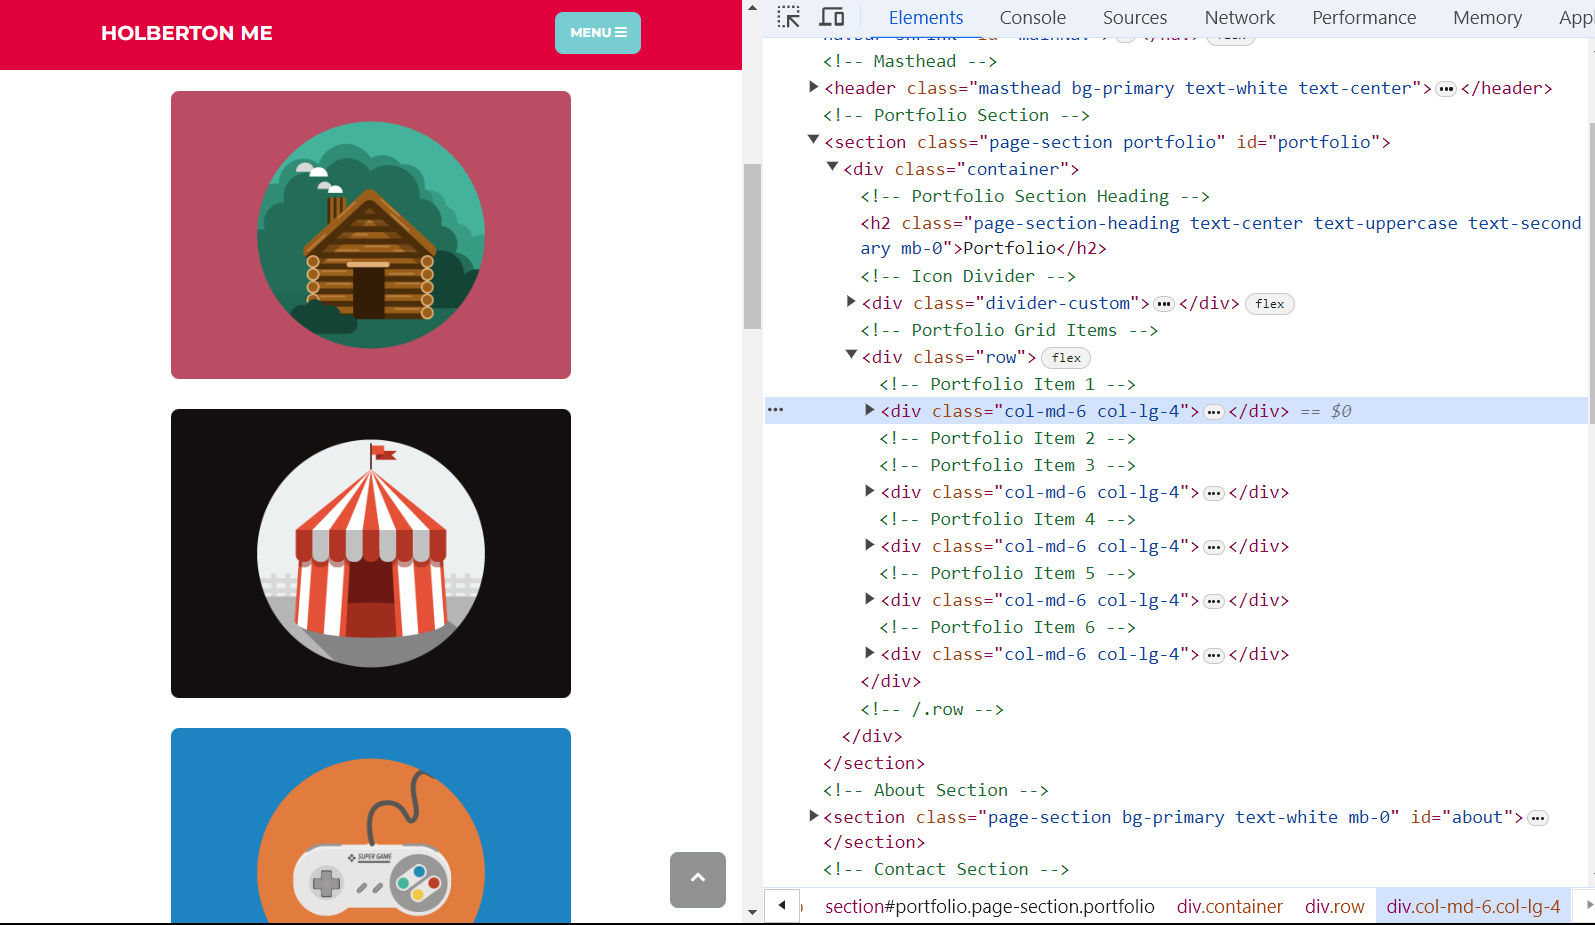 HOLBERTON ME
MENU
SUPER GAME
Elements Console Sources Network Performance Memory App
<!-- Masthead -->
<header class="masthead bg-primary text-white text-center"> ••• </header>
<!-- Portfolio Section -->
<section class="page-section portfolio" id="portfolio">
<div class="container">
<!-- Portfolio Section Heading -->
<h2 class="page-section-heading text-center text-uppercase text-second
ary mb-0">Portfolio</h2>
<!-- Icon Divider -->
<div class="divider-custom"> ••• </div> flex
<!-- Portfolio Grid Items -->
<div class="row"> flex
<!-- Portfolio Item 1 -->
••• <div class="col-md-6 col-lg-4"> ••• </div> == $0
<!-- Portfolio Item 2 -->
<!-- Portfolio Item 3 -->
<div class="col-md-6 col-lg-4"> ••• </div>
<!-- Portfolio Item 4 -->
<div class="col-md-6 col-lg-4"> ••• </div>
<!-- Portfolio Item 5 -->
<div class="col-md-6 col-lg-4"> ••• </div>
<!-- Portfolio Item 6 -->
<div class="col-md-6 col-lg-4"> ••• </div>
</div>
<!-- /.row -->
</div>
</section>
<!-- About Section -->
<section class="page-section bg-primary text-white mb-0" id="about"> •••
</section>
<!-- Contact Section -->
section#portfolio.page-section.portfolio div.container div.row div.col-md-6.col-lg-4